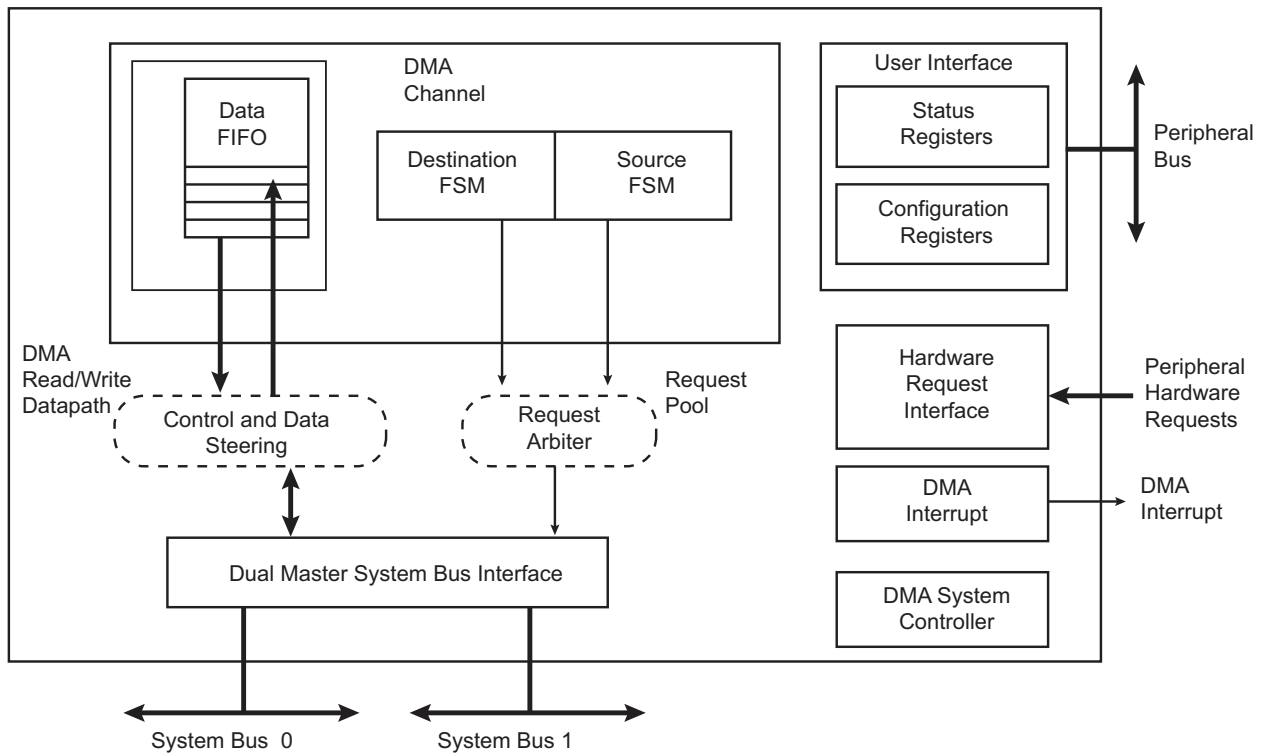 DMA
Channel
Data
FIFO
Destination
FSM
Source
FSM
User Interface
Status
Registers
Configuration
Registers
Peripheral
Bus
DMA
Read/Write
Datapath
Control and Data
Steering
Request
Arbiter
Request
Pool
Hardware
Request
Interface
Peripheral
Hardware
Requests
DMA
Interrupt
DMA
Interrupt
Dual Master System Bus Interface
DMA System
Controller
System Bus 0
System Bus 1